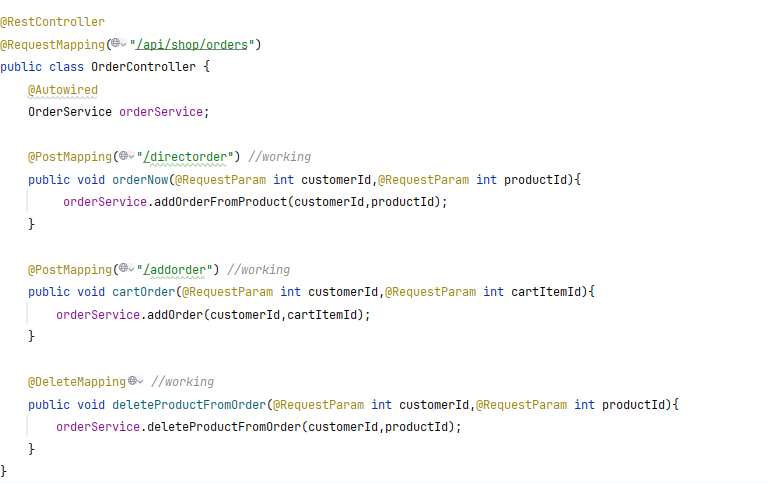 @RestController
@RequestMapping("/api/shop/orders")
public class OrderController {
@Autowired
OrderService orderService;
@PostMapping("/directorder") //working
public void orderNow(@RequestParam int customerId,@RequestParam int productId){
orderService.addOrderFromProduct(customerId,productId);
}
@PostMapping("/addorder") //working
public void cartOrder(@RequestParam int customerId,@RequestParam int cartItemId){
orderService.addOrder(customerId,cartItemId);
}
@DeleteMapping //working
public void deleteProductFromOrder(@RequestParam int customerId,@RequestParam int productId){
orderService.deleteProductFromOrder(customerId,productId);
}
}